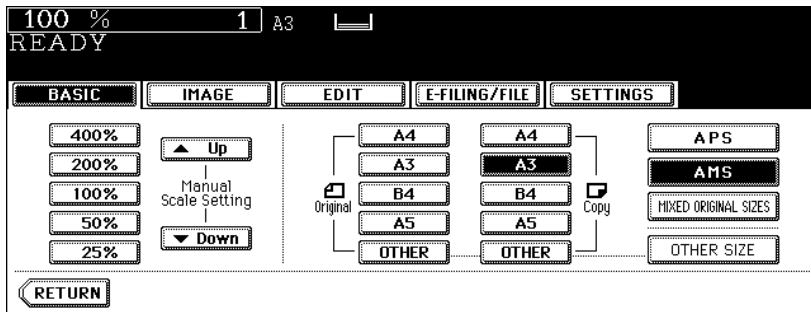 100 % 1 A3
READY
BASIC IMAGE EDIT E-FILING/FILE SETTINGS
400%
200%
100%
50%
25%
Up
Manual
Scale Setting
Down
Original
A4
A3
B4
A5
OTHER
A4
A3
B4
A5
OTHER
Copy
APS
AMS
MIXED ORIGINAL SIZES
OTHER SIZE
RETURN